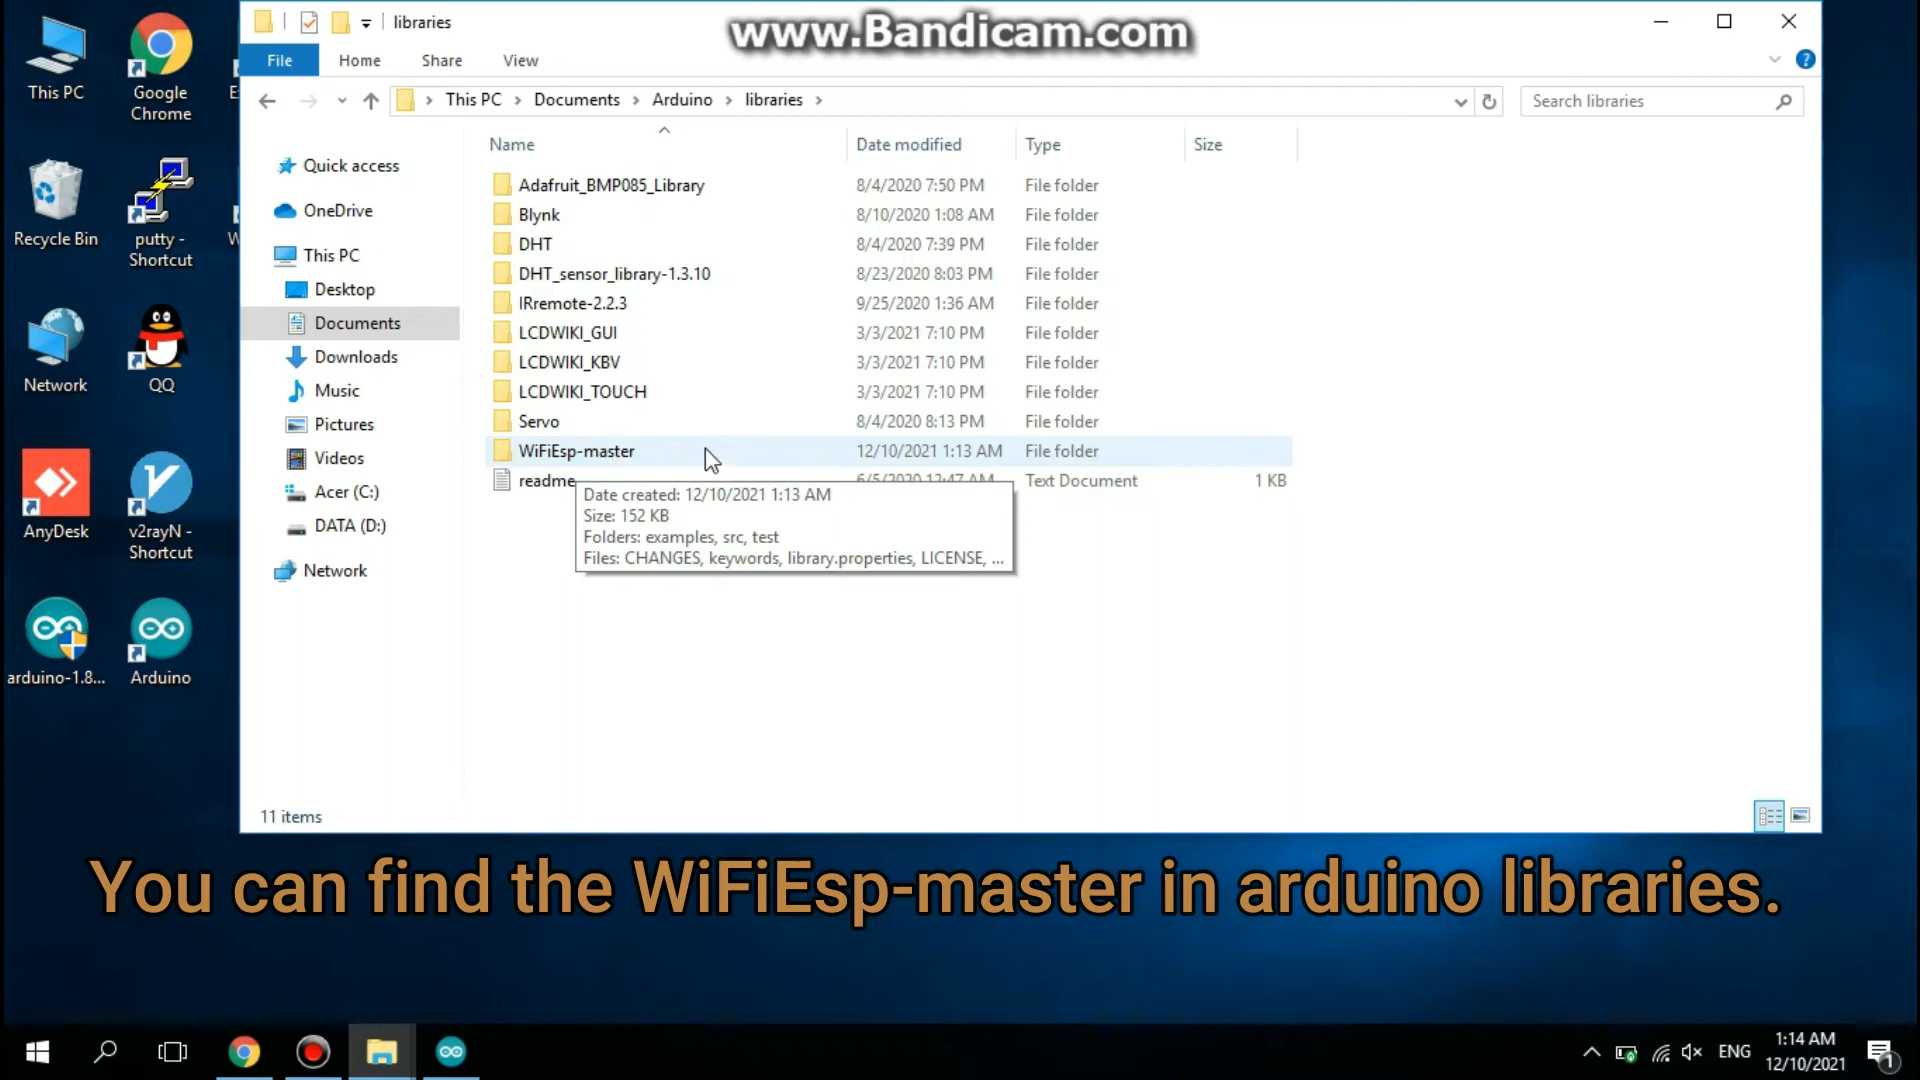 libraries
www.Bandicam.com
File Home Share View
This PC Documents Arduino libraries
Search libraries
Name Date modified Type Size
Adafruit_BMP085_Library 8/4/2020 7:50 PM File folder
Blynk 8/10/2020 1:08 AM File folder
DHT 8/4/2020 7:39 PM File folder
DHT_sensor_library-1.3.10 8/23/2020 8:03 PM File folder
IRremote-2.2.3 9/25/2020 1:36 AM File folder
LCDWIKI_GUI 3/3/2021 7:10 PM File folder
LCDWIKI_KBV 3/3/2021 7:10 PM File folder
LCDWIKI_TOUCH 3/3/2021 7:10 PM File folder
Servo 8/4/2020 8:13 PM File folder
WiFiEsp-master 12/10/2021 1:13 AM File folder
readme 6/5/2020 12:47 AM Text Document 1 KB
Date created: 12/10/2021 1:13 AM
Size: 152 KB
Folders: examples, src, test
Files: CHANGES, keywords, library.properties, LICENSE, ...
Quick access
OneDrive
This PC
Desktop
Documents
Downloads
Music
Pictures
Videos
Acer (C:)
DATA (D:)
Network
11 items
This PC
Google
Chrome
Recycle Bin
putty -
Shortcut
Network
QQ
AnyDesk
v2rayN -
Shortcut
arduino-1.8...
Arduino
You can find the WiFiEsp-master in arduino libraries.
ENG
1:14 AM
12/10/2021
1